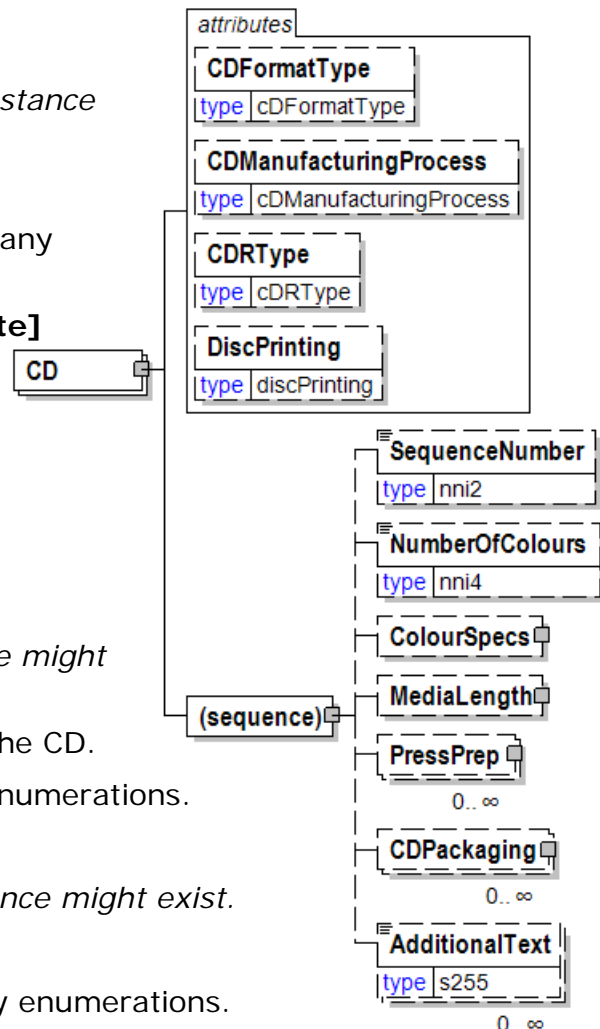 stance
any
te]
e might
he CD.
numerations.
nce might exist.
y enumerations.
CD
attributes
CDFormatType
type cDFormatType
CDManufacturingProcess
type cDManufacturingProcess
CDRType
type cDRType
DiscPrinting
type discPrinting
(sequence)
SequenceNumber
type nni2
NumberOfColours
type nni4
ColourSpecs
MediaLength
PressPrep
0.. ∞
CDPackaging
0.. ∞
AdditionalText
type s255
0.. ∞